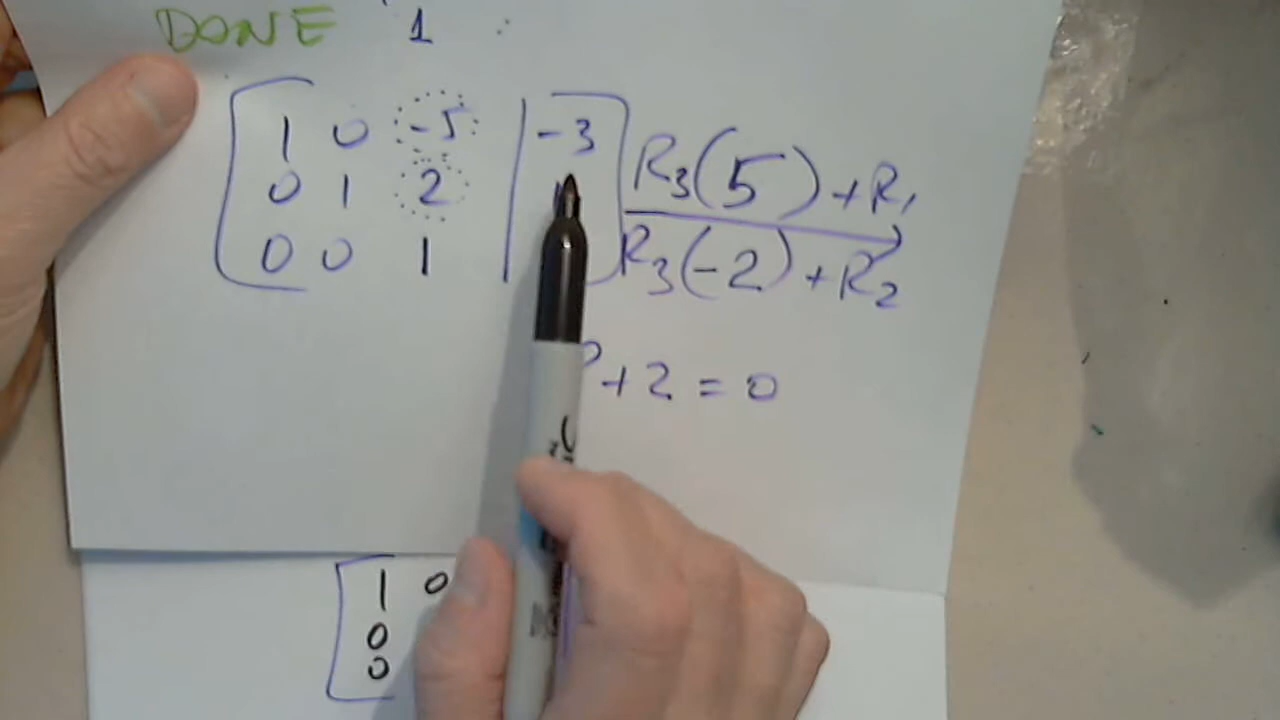 DONE 1
1 0 -5 | -3 R3(5)+R1
0 1 2
0 0 1 R3(-2)+R2
+2=0
1 0
0
0